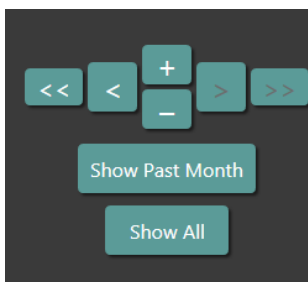 +
<< < > >>
−
Show Past Month
Show All